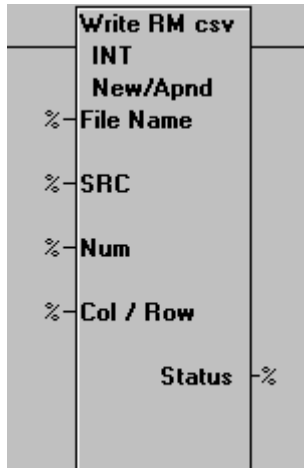 Write RM csv
INT
New/Apnd
% File Name
% SRC
% Num
% Col / Row
Status %